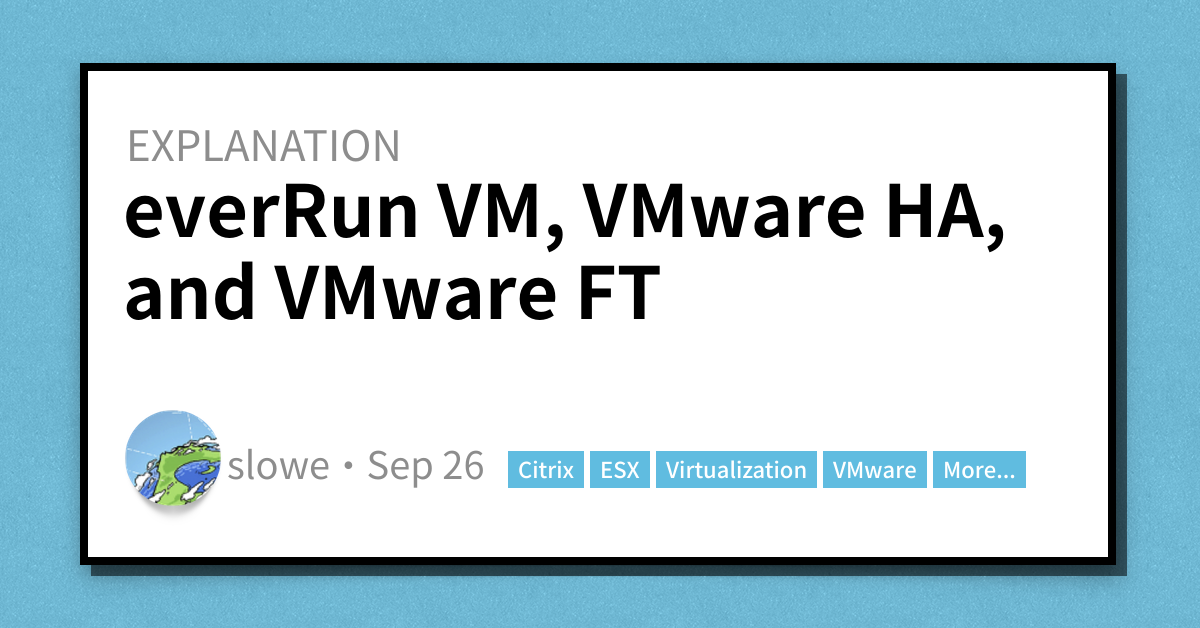 EXPLANATION
everRun VM, VMware HA,
and VMware FT
slowe • Sep 26 Citrix ESX Virtualization VMware More...